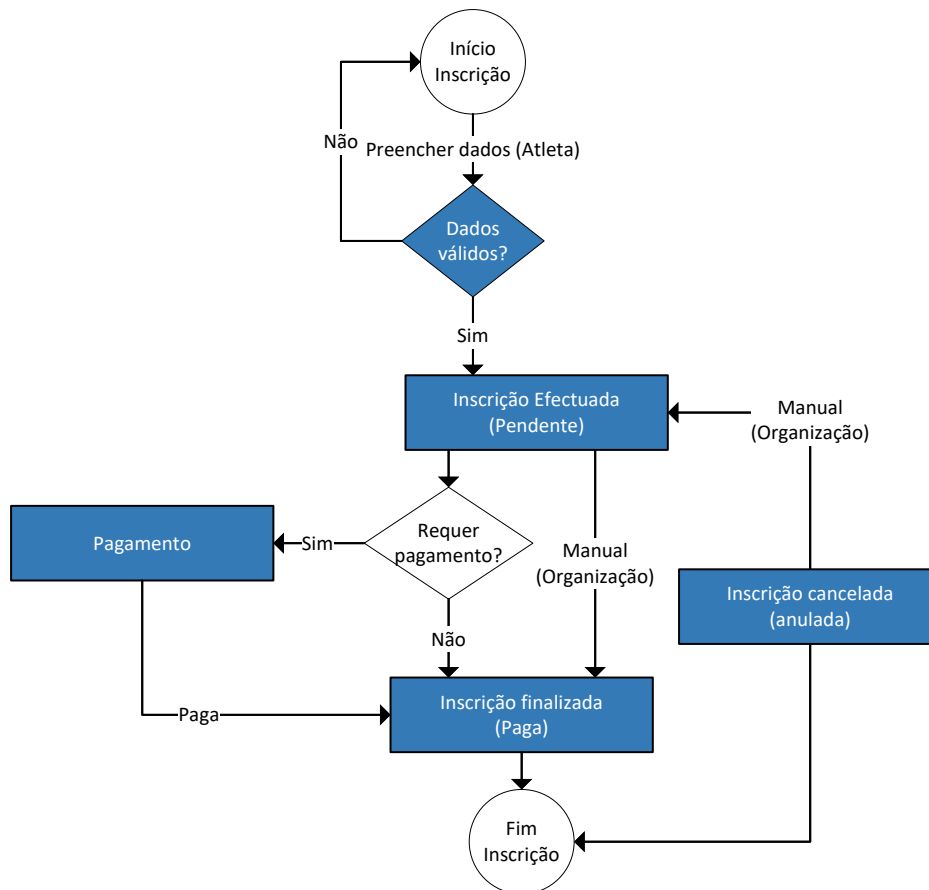 Início
Inscrição
Não
Preencher dados (Atleta)
Dados
válidos?
Sim
Inscrição Efectuada
(Pendente)
Manual
(Organização)
Pagamento
Sim
Requer
pagamento?
Manual
(Organização)
Inscrição cancelada
(anulada)
Não
Paga
Inscrição finalizada
(Paga)
Fim
Inscrição